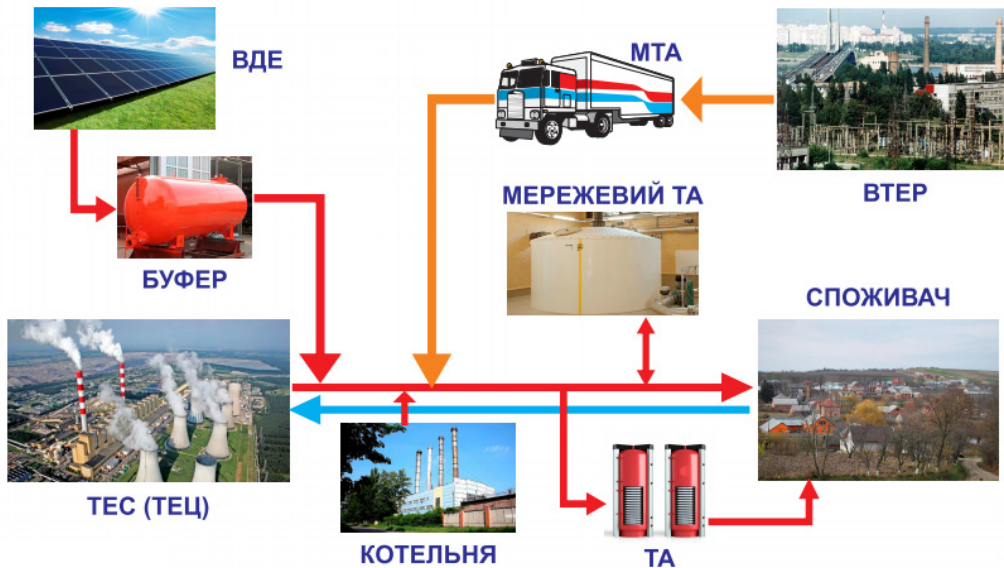 ВДЕ
МТА
МЕРЕЖЕВИЙ ТА
ВТЕР
БУФЕР
СПОЖИВАЧ
ТЕС (ТЕЦ)
КОТЕЛЬНЯ
ТА